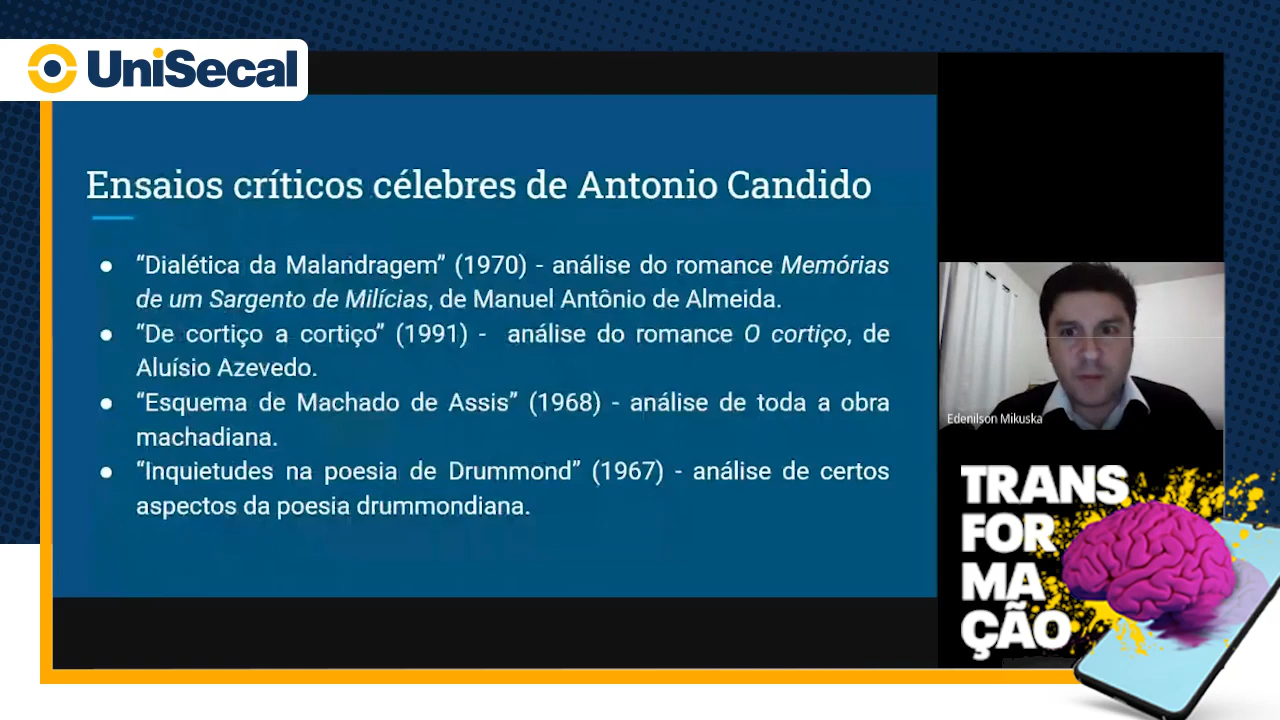 UniSecal
Ensaios críticos célebres de Antonio Candido
● “Dialética da Malandragem” (1970) - análise do romance Memórias
de um Sargento de Milícias, de Manuel Antônio de Almeida.
● “De cortiço a cortiço” (1991) - análise do romance O cortiço, de
Aluísio Azevedo.
● “Esquema de Machado de Assis” (1968) - análise de toda a obra
machadiana.
● “Inquietudes na poesia de Drummond” (1967) - análise de certos
aspectos da poesia drummondiana.
Edenilson Mikuska
TRANS
FOR
MA
ÇÃO